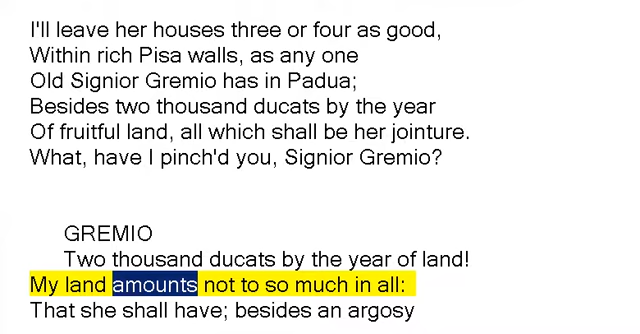 I'll leave her houses three or four as good,
Within rich Pisa walls, as any one
Old Signior Gremio has in Padua;
Besides two thousand ducats by the year
Of fruitful land, all which shall be her jointure.
What, have I pinch'd you, Signior Gremio?
GREMIO
Two thousand ducats by the year of land!
My land amounts not to so much in all:
That she shall have; besides an argosy